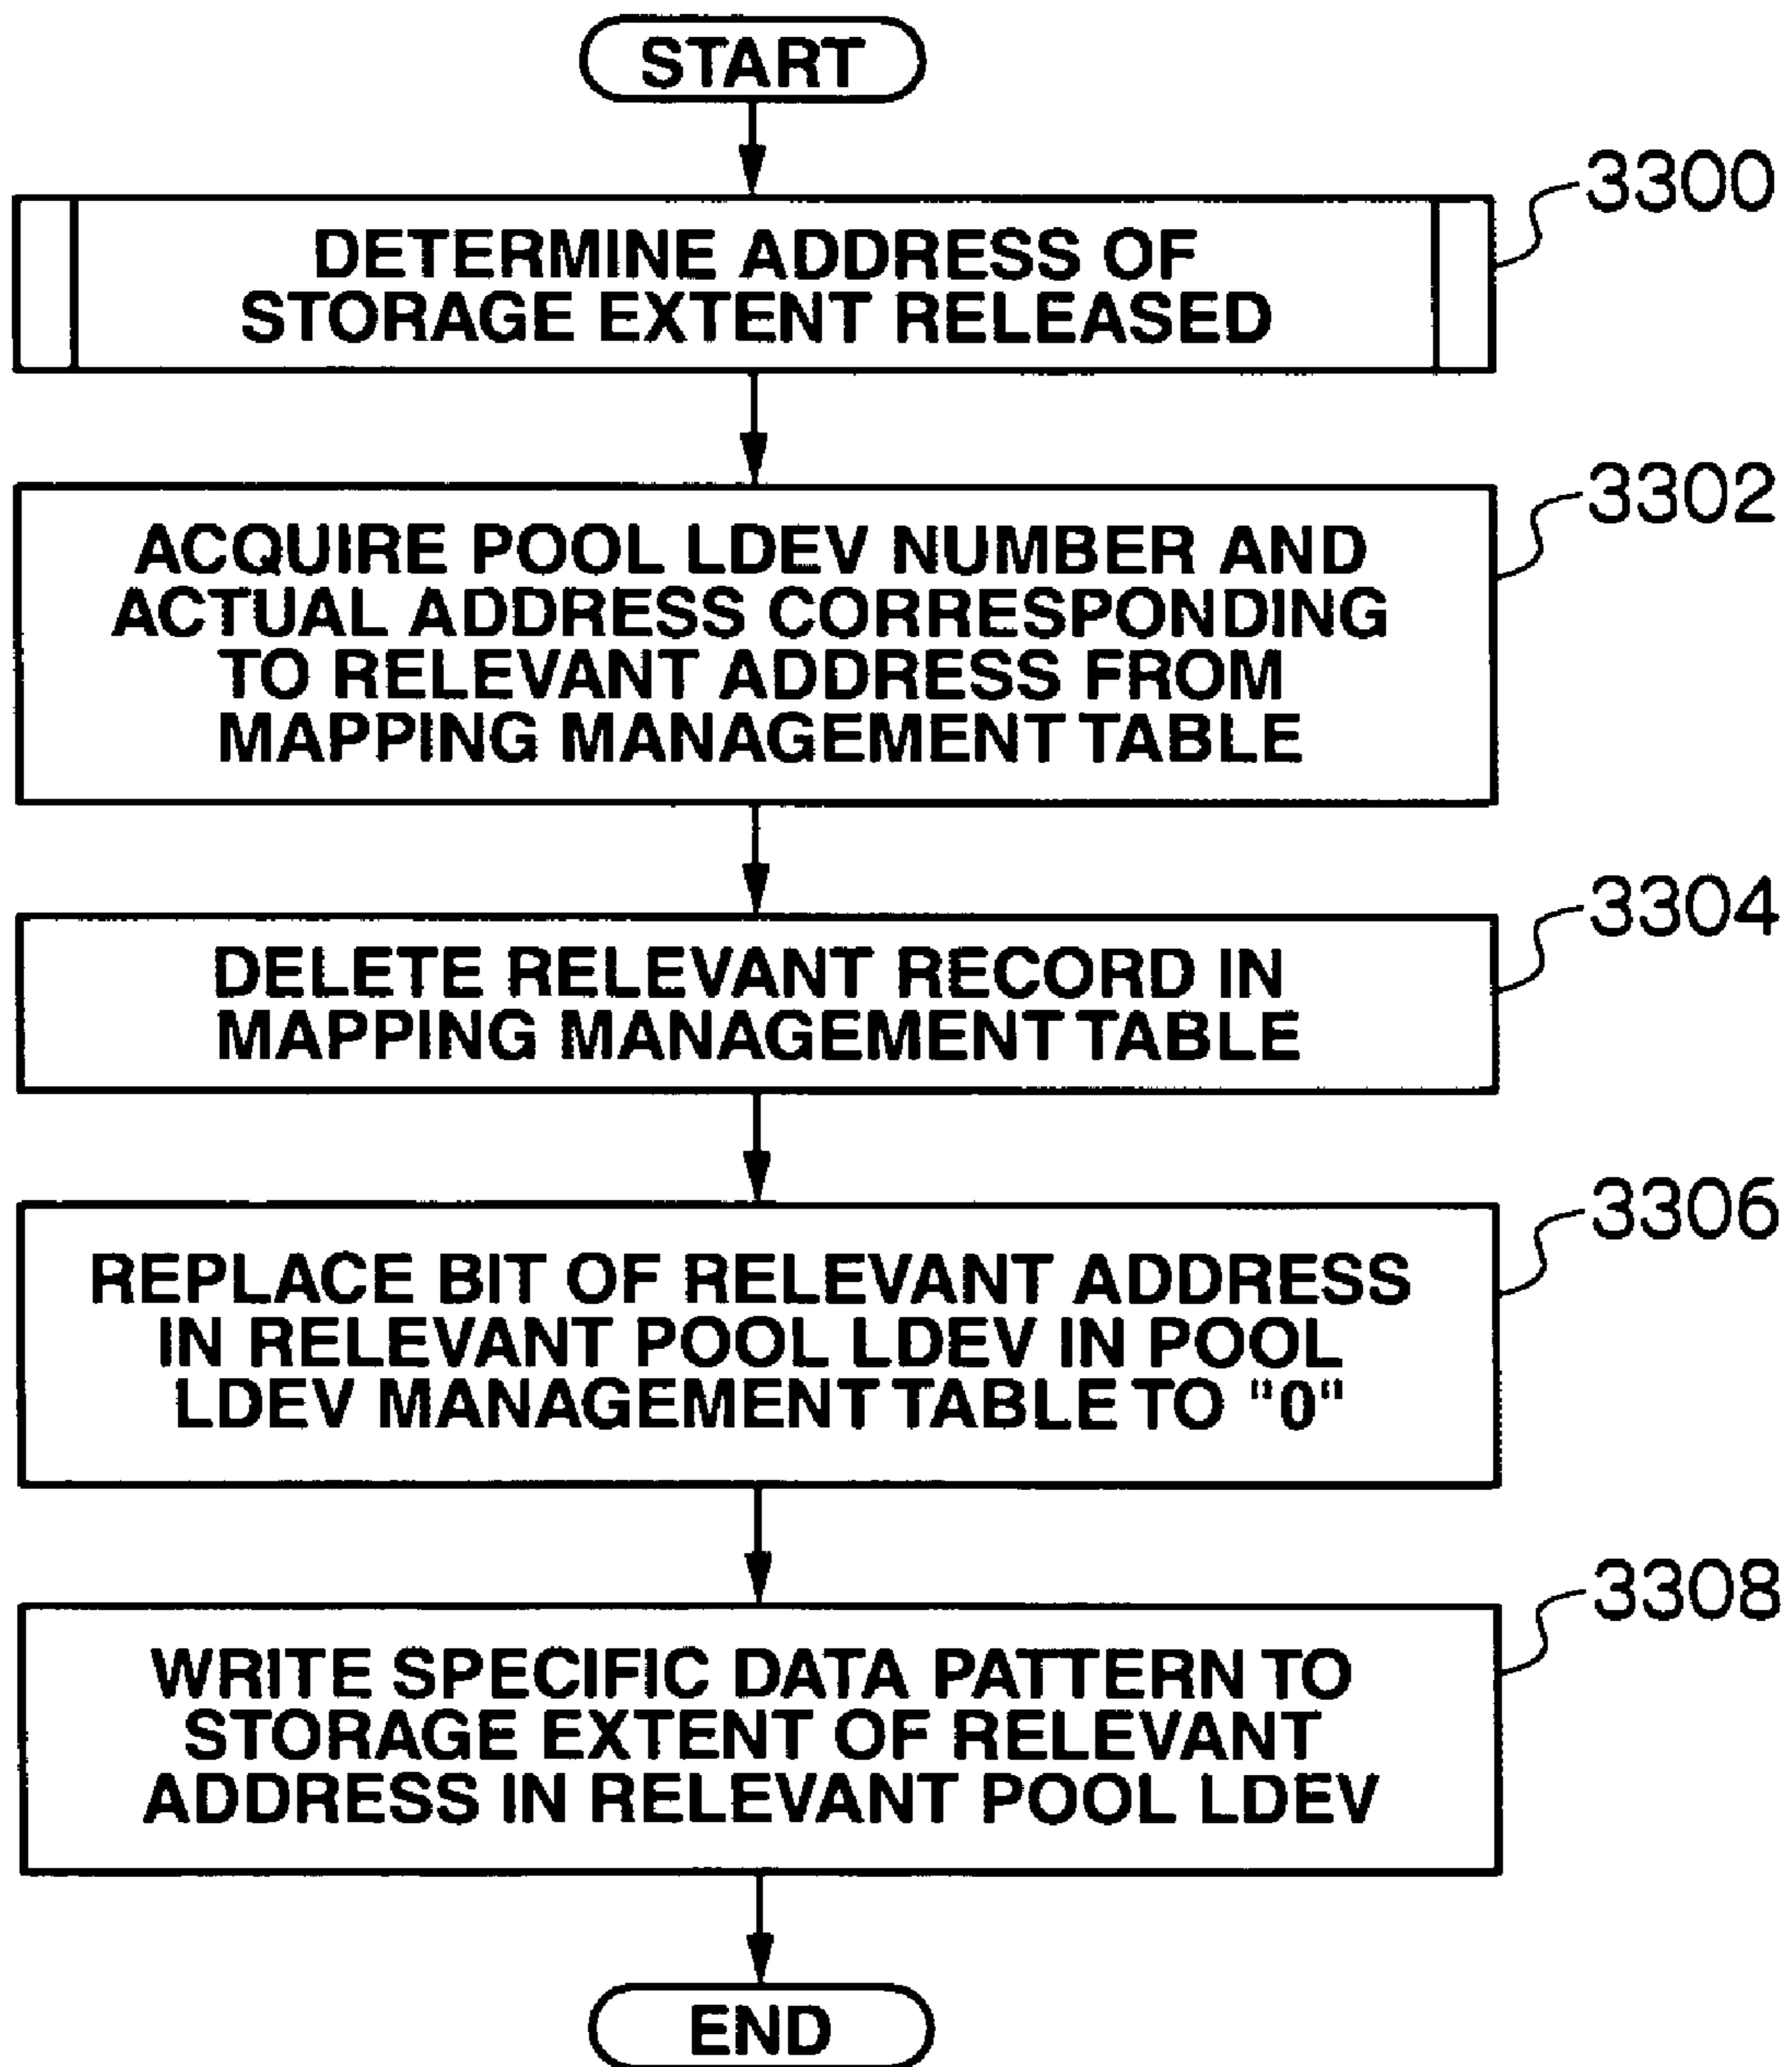 START
3300
DETERMINE ADDRESS OF
STORAGE EXTENT RELEASED
3302
ACQUIRE POOL LDEV NUMBER AND
ACTUAL ADDRESS CORRESPONDING
TO RELEVANT ADDRESS FROM
MAPPING MANAGEMENT TABLE
3304
DELETE RELEVANT RECORD IN
MAPPING MANAGEMENT TABLE
3306
REPLACE BIT OF RELEVANT ADDRESS
IN RELEVANT POOL LDEV IN POOL
LDEV MANAGEMENT TABLE TO "0"
3308
WRITE SPECIFIC DATA PATTERN TO
STORAGE EXTENT OF RELEVANT
ADDRESS IN RELEVANT POOL LDEV
END